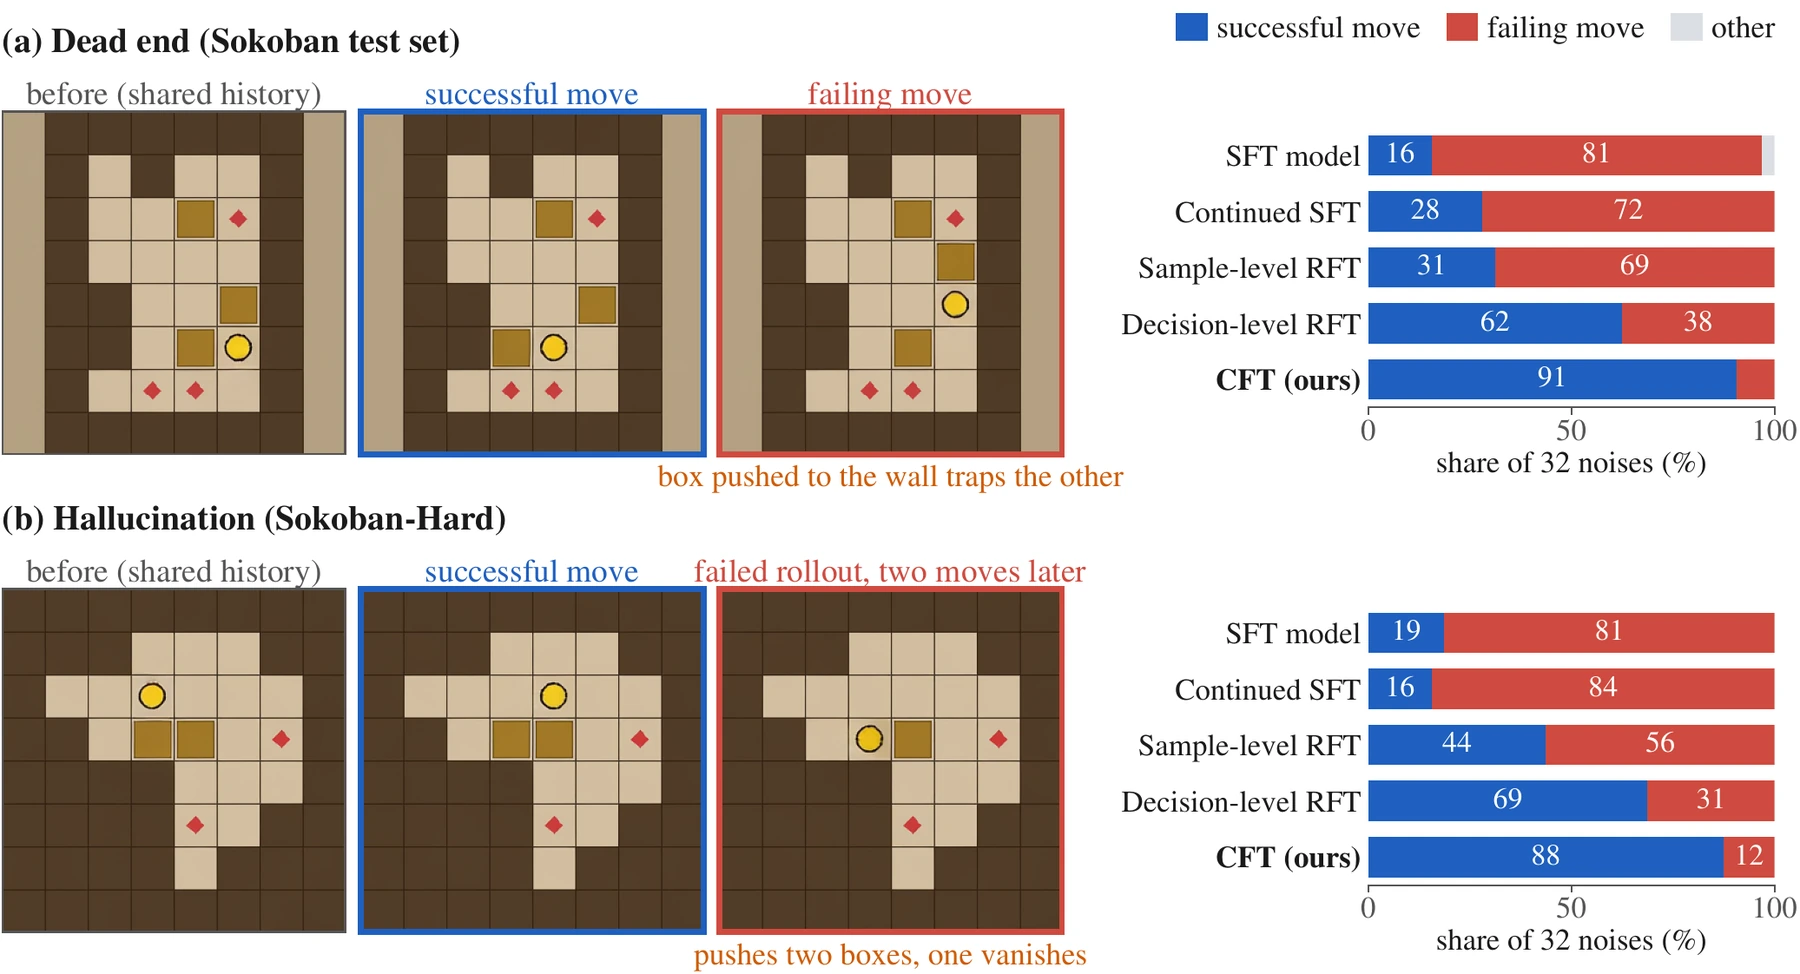 successful move failing move other
(a) Dead end (Sokoban test set)
before (shared history) successful move failing move
SFT model 16 81
Continued SFT 28 72
Sample-level RFT 31 69
Decision-level RFT 62 38
CFT (ours) 91
0 50 100
share of 32 noises (%)
box pushed to the wall traps the other
(b) Hallucination (Sokoban-Hard)
before (shared history) successful move failed rollout, two moves later
SFT model 19 81
Continued SFT 16 84
Sample-level RFT 44 56
Decision-level RFT 69 31
CFT (ours) 88 12
0 50 100
share of 32 noises (%)
pushes two boxes, one vanishes